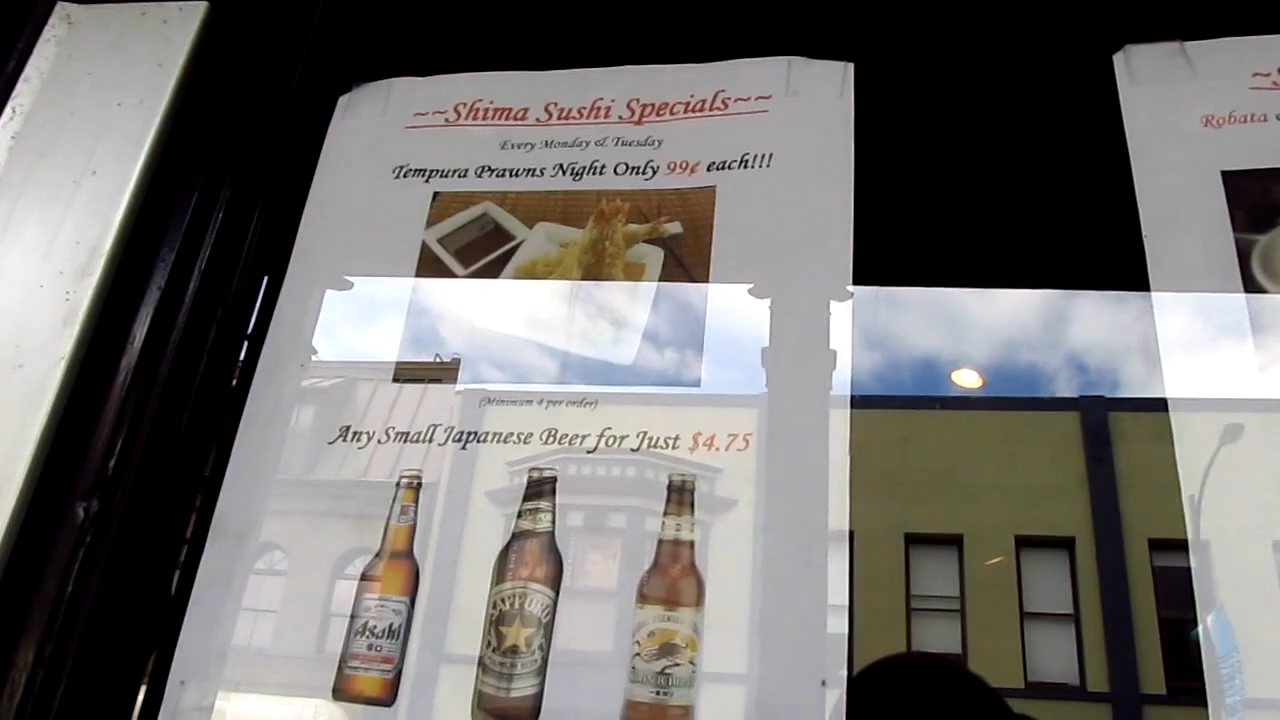 ~~Shima Sushi Specials~~
Every Monday & Tuesday
Tempura Prawns Night Only 99¢ each!!!
(Mininum 4 per order)
Any Small Japanese Beer for Just $4.75
Asahi
SAPPORO
Robata